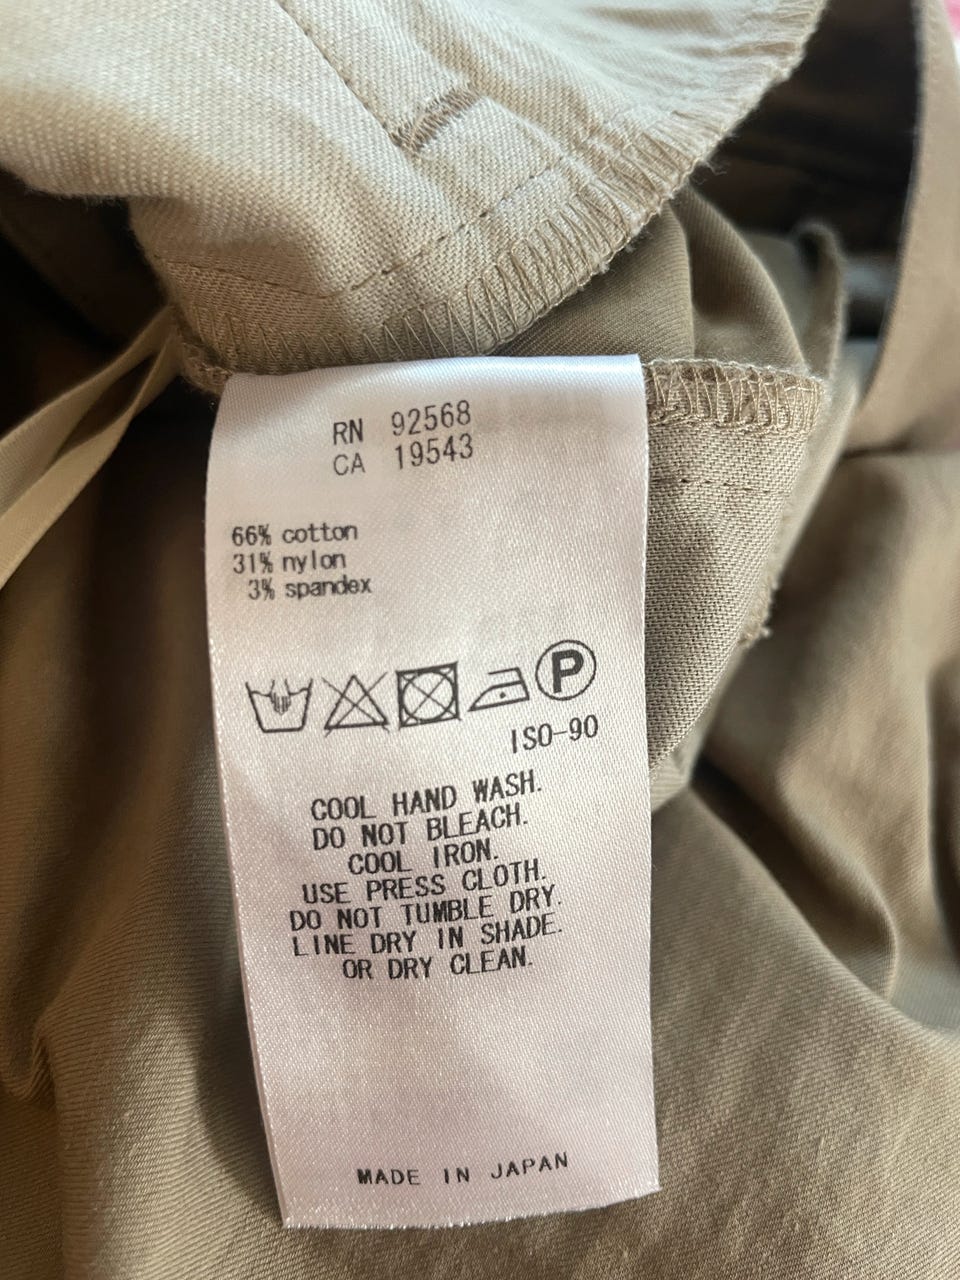 RN 92568
CA 19543
66% cotton
31% nylon
3% spandex
P
ISO-90
COOL HAND WASH.
DO NOT BLEACH.
COOL IRON.
USE PRESS CLOTH.
DO NOT TUMBLE DRY.
LINE DRY IN SHADE.
OR DRY CLEAN.
MADE IN JAPAN